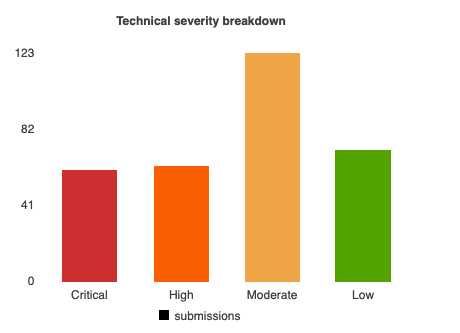 Technical severity breakdown
123
82
41
0
Critical High Moderate Low
submissions